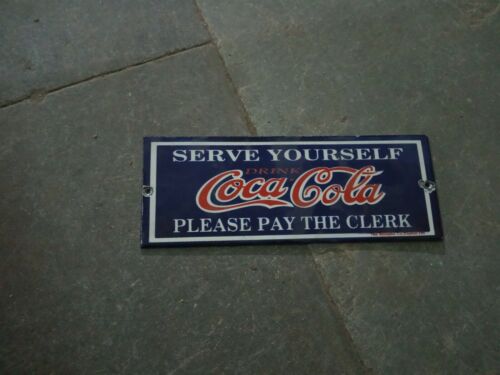 SERVE YOURSELF
DRINK
Coca-Cola
PLEASE PAY THE CLERK